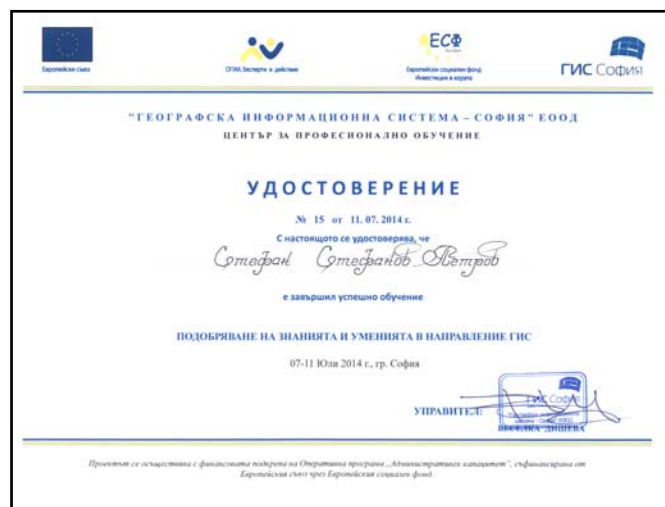 Европейски съюз
ОПАК. Експерти в действие
ЕСФ
Европейски социален фонд
Инвестиции в хората
ГИС София
"ГЕОГРАФСКА ИНФОРМАЦИОННА СИСТЕМА – СОФИЯ" ЕООД
ЦЕНТЪР ЗА ПРОФЕСИОНАЛНО ОБУЧЕНИЕ
УДОСТОВЕРЕНИЕ
№ 15 от 11.07.2014 г.
С настоящото се удостоверява, че
Стефан Стефанов Петров
е завършил успешно обучение
ПОДОБРЯВАНЕ НА ЗНАНИЯТА И УМЕНИЯТА В НАПРАВЛЕНИЕ ГИС
07-11 Юли 2014 г., гр. София
ГИС София
УПРАВИТЕЛ:
ВЕСЕЛКА ДИШЕВА
Проектът се осъществява с финансовата подкрепа на Оперативна програма „Административен капацитет", съфинансирана от
Европейския съюз чрез Европейския социален фонд.